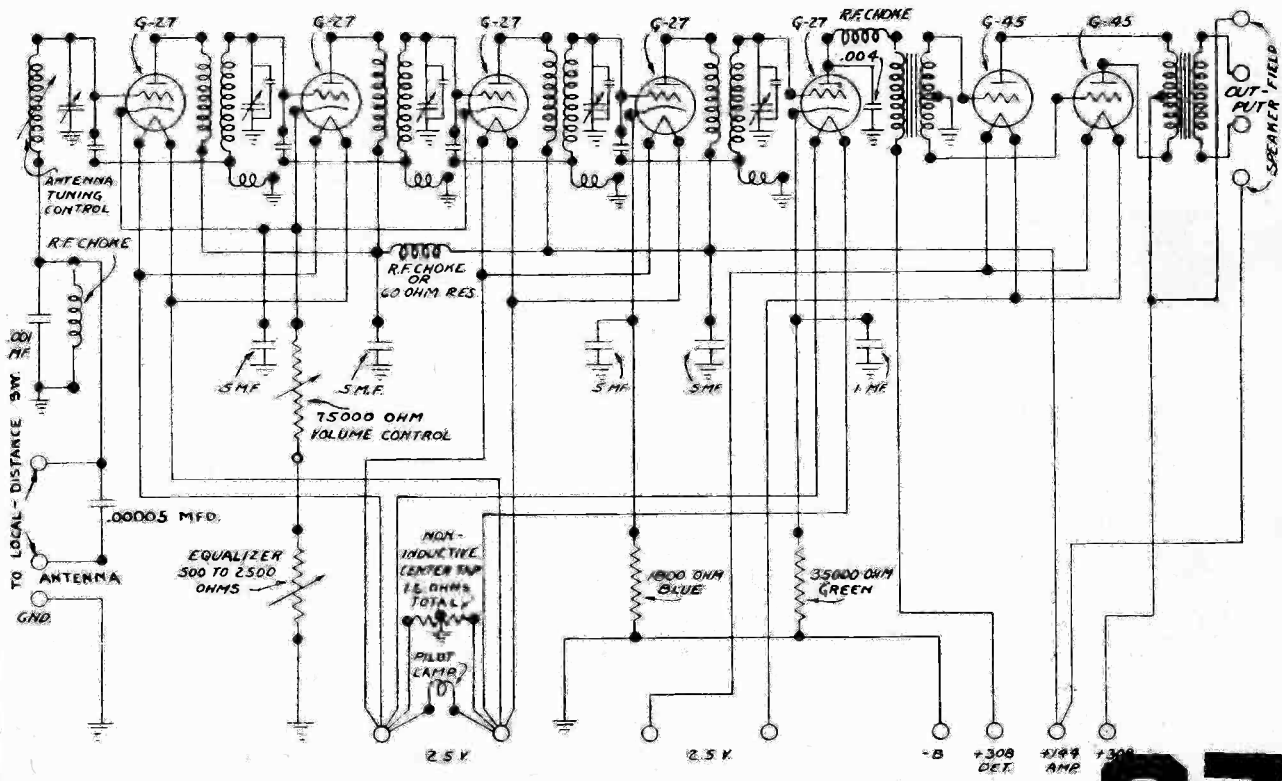 G-27
G-27
G-27
G-27
G-27
R.F. CHOKE
G-45
G-45
.004
OUT-
PUT
SPEAKER FIELD
ANTENNA
TUNING
CONTROL
R.F. CHOKE
R.F. CHOKE
OR
60 OHM RES.
.001
MF.
.5 M.F.
.5 M.F.
.5 MF.
.5 MF.
1. MF.
75000 OHM
VOLUME CONTROL
TO LOCAL-DISTANCE SW.
.00005 MFD.
ANTENNA
GND.
EQUALIZER
500 TO 2500
OHMS
NON-
INDUCTIVE
CENTER TAP
OHMS
TOTAL
PILOT
LAMP
1800 OHM
BLUE
35000 OHM
GREEN
2.5 V.
2.5 V.
-B
+308
DET.
+144
AMP.